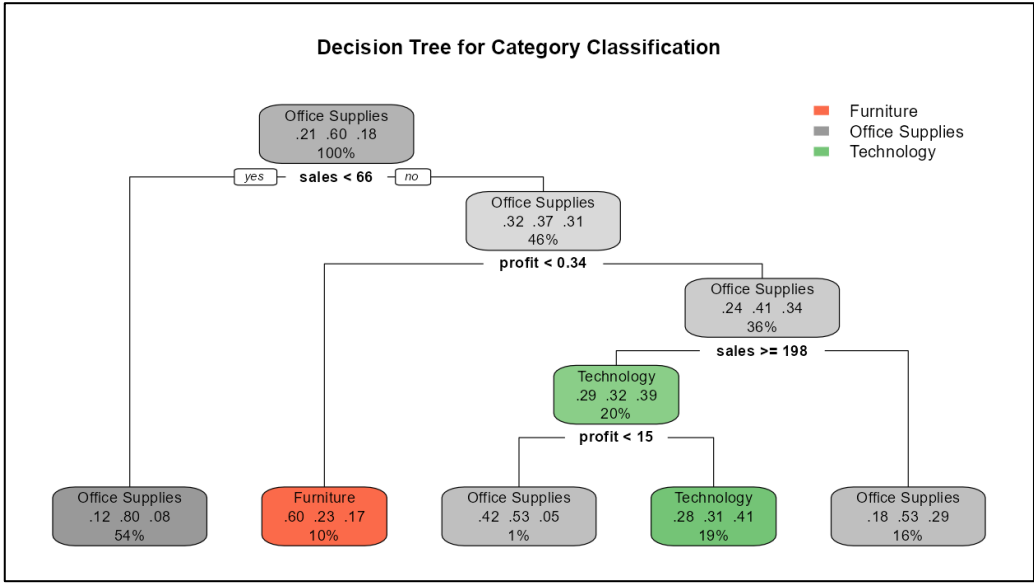 Decision Tree for Category Classification
Furniture
Office Supplies
Technology
Office Supplies
.21 .60 .18
100%
yes sales < 66 no
Office Supplies
.32 .37 .31
46%
profit < 0.34
Office Supplies
.24 .41 .34
36%
sales >= 198
Technology
.29 .32 .39
20%
profit < 15
Office Supplies
.12 .80 .08
54%
Furniture
.60 .23 .17
10%
Office Supplies
.42 .53 .05
1%
Technology
.28 .31 .41
19%
Office Supplies
.18 .53 .29
16%